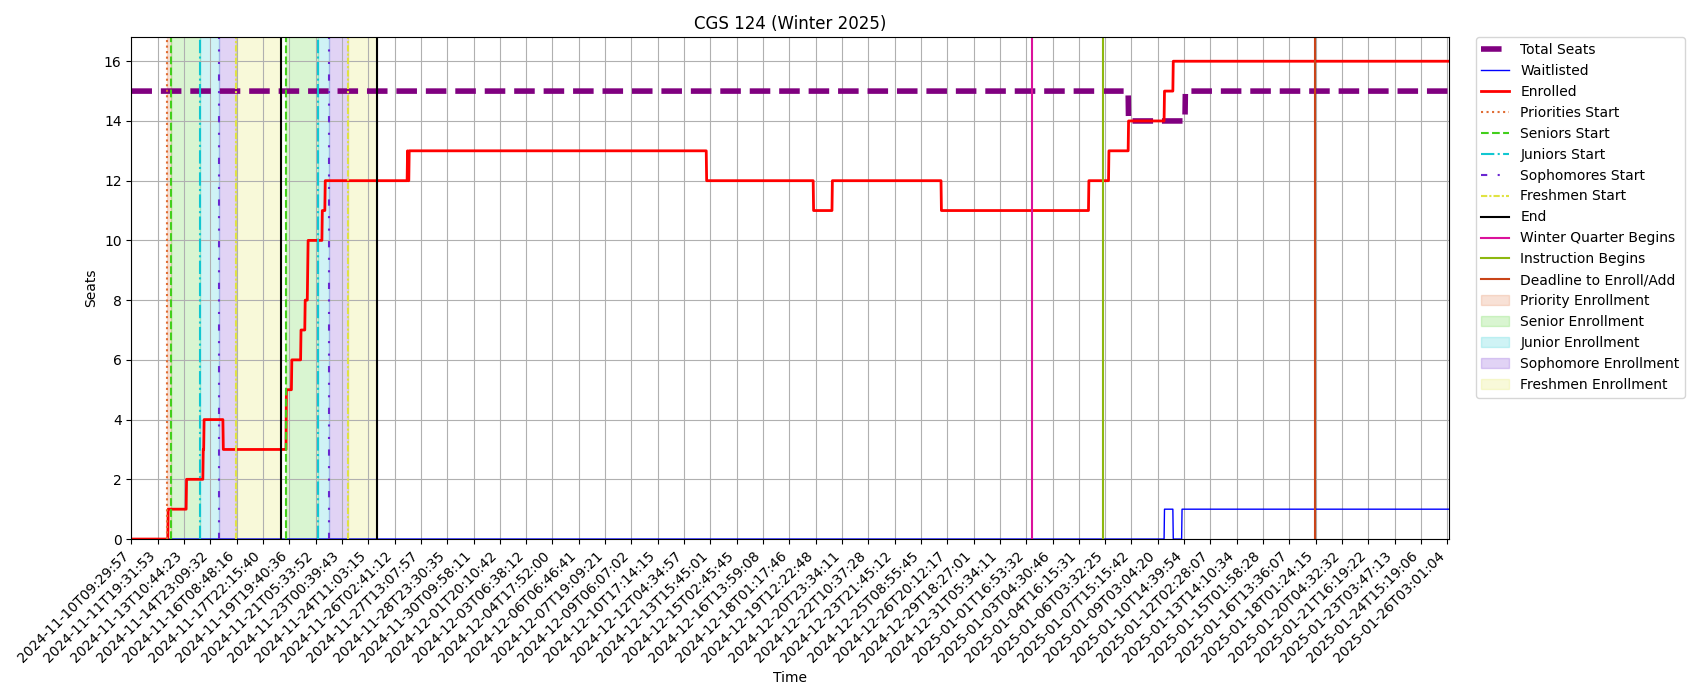 CGS 124 (Winter 2025)
Seats
16
14
12
10
8
6
4
2
0
2024-11-10T09:29:57
2024-11-11T19:31:53
2024-11-13T10:44:23
2024-11-14T23:09:32
2024-11-16T08:48:16
2024-11-17T22:15:40
2024-11-19T19:40:36
2024-11-21T05:33:52
2024-11-23T00:39:43
2024-11-24T11:03:15
2024-11-26T02:41:12
2024-11-27T13:07:57
2024-11-28T23:30:35
2024-11-30T09:58:11
2024-12-01T20:10:42
2024-12-03T06:38:12
2024-12-04T17:52:00
2024-12-06T06:46:41
2024-12-07T19:09:21
2024-12-09T06:07:02
2024-12-10T17:14:15
2024-12-12T04:34:57
2024-12-13T15:45:01
2024-12-15T02:45:45
2024-12-16T13:59:08
2024-12-18T01:17:46
2024-12-19T12:22:48
2024-12-20T23:34:11
2024-12-22T10:37:28
2024-12-23T21:45:12
2024-12-25T08:55:45
2024-12-26T20:12:17
2024-12-29T18:27:01
2024-12-31T05:34:11
2025-01-01T16:53:32
2025-01-03T04:30:46
2025-01-04T16:15:31
2025-01-06T03:32:25
2025-01-07T15:15:42
2025-01-09T03:04:20
2025-01-10T14:39:54
2025-01-12T02:28:07
2025-01-13T14:10:34
2025-01-15T01:58:28
2025-01-16T13:36:07
2025-01-18T01:24:15
2025-01-20T04:32:32
2025-01-21T16:19:22
2025-01-23T03:47:13
2025-01-24T15:19:06
2025-01-26T03:01:04
Time
Total Seats
Waitlisted
Enrolled
Priorities Start
Seniors Start
Juniors Start
Sophomores Start
Freshmen Start
End
Winter Quarter Begins
Instruction Begins
Deadline to Enroll/Add
Priority Enrollment
Senior Enrollment
Junior Enrollment
Sophomore Enrollment
Freshmen Enrollment